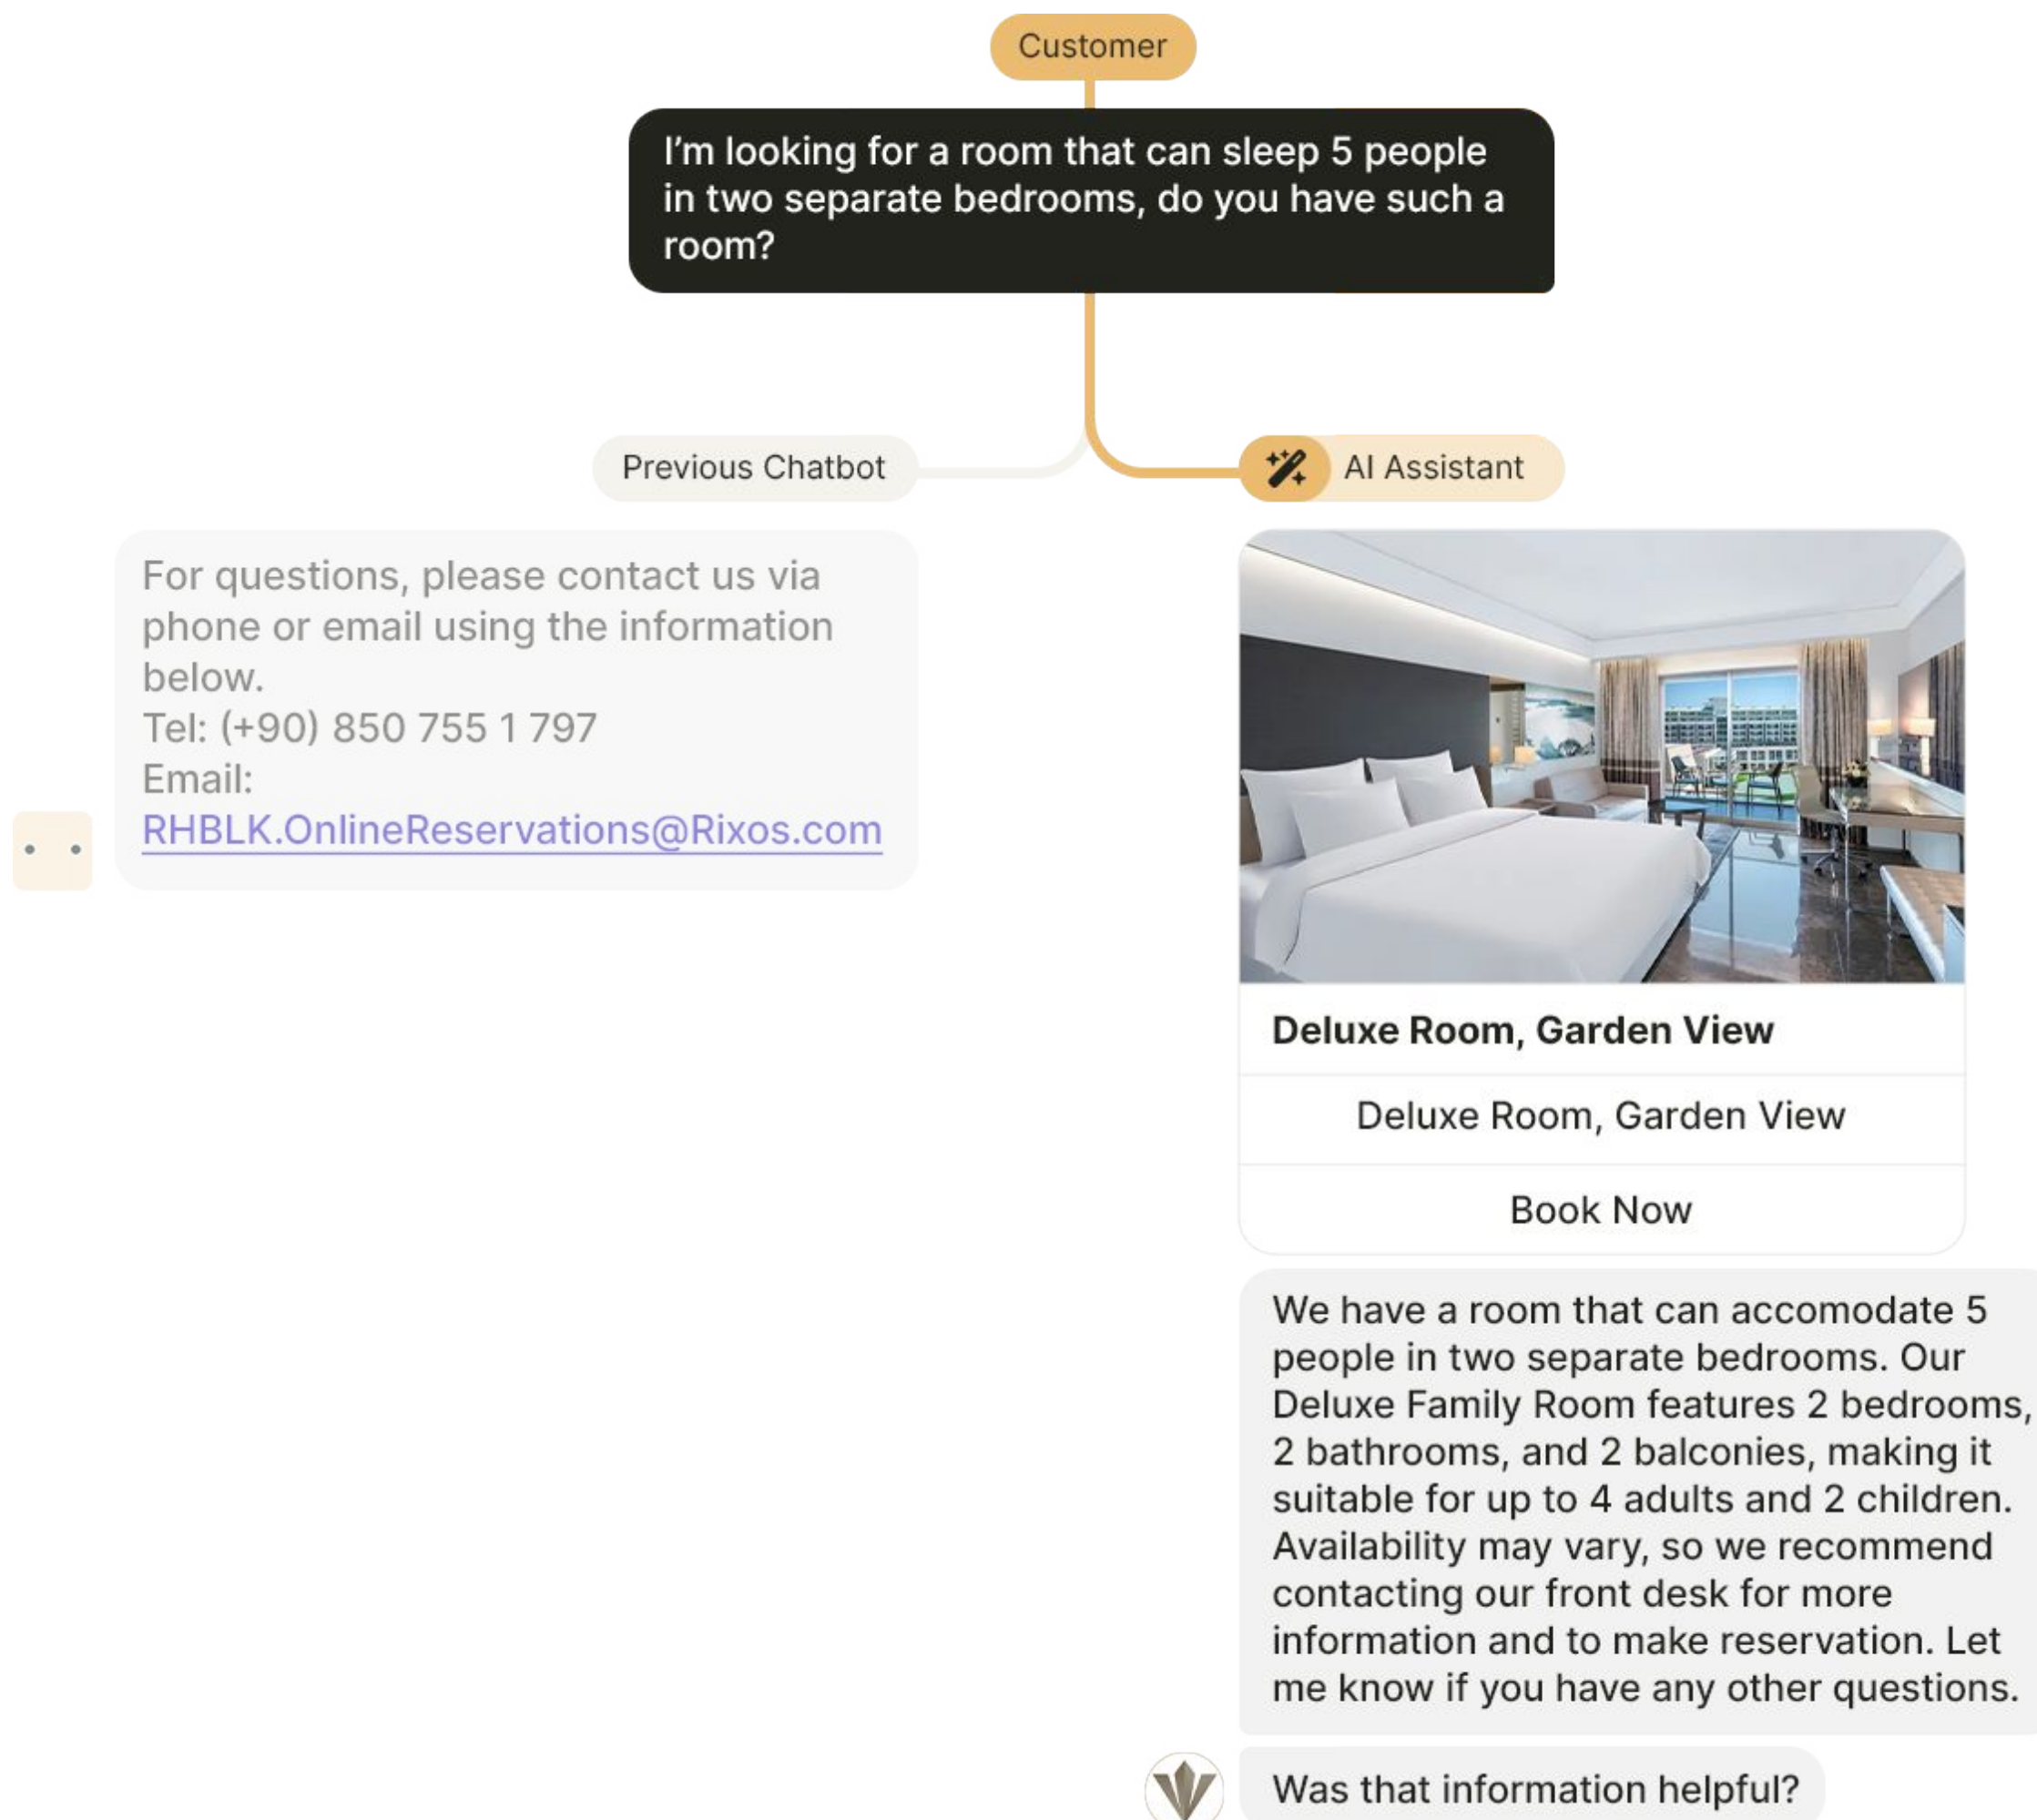 Customer
I'm looking for a room that can sleep 5 people
in two separate bedrooms, do you have such a
room?
Previous Chatbot
For questions, please contact us via
phone or email using the information
below.
Tel: (+90) 850 755 1 797
Email:
RHBLK.OnlineReservations@Rixos.com
AI Assistant
Deluxe Room, Garden View
Deluxe Room, Garden View
Book Now
We have a room that can accomodate 5
people in two separate bedrooms. Our
Deluxe Family Room features 2 bedrooms,
2 bathrooms, and 2 balconies, making it
suitable for up to 4 adults and 2 children.
Availability may vary, so we recommend
contacting our front desk for more
information and to make reservation. Let
me know if you have any other questions.
Was that information helpful?